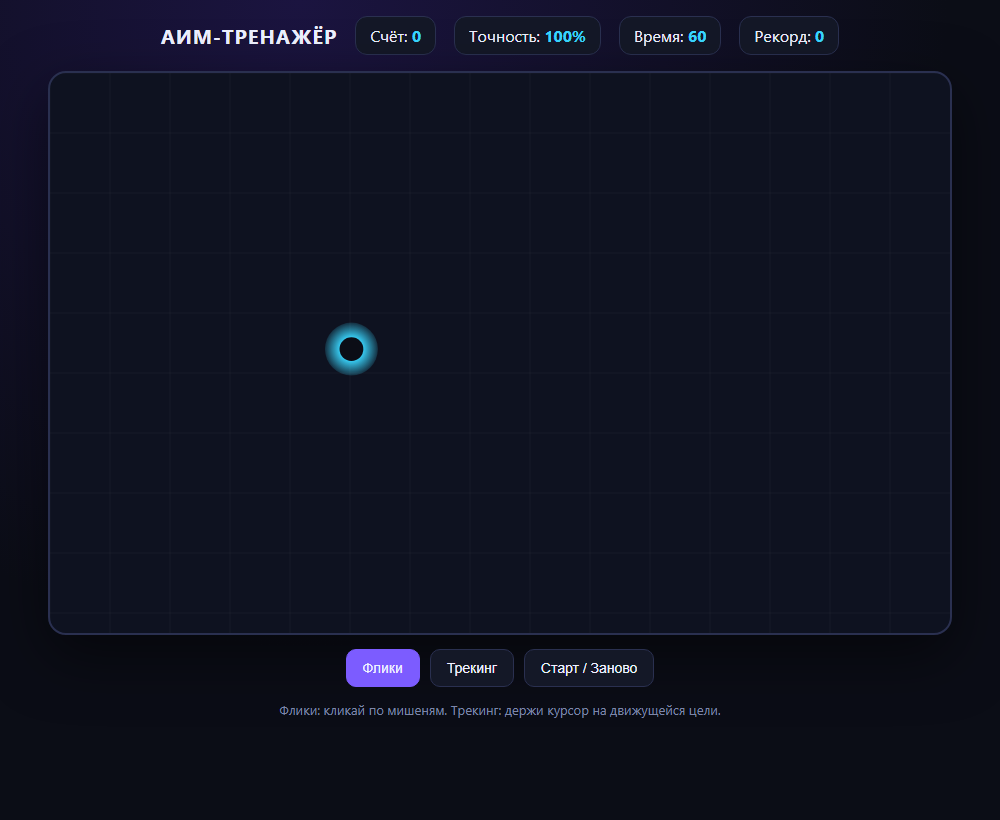 АИМ-ТРЕНАЖЁР Счёт: 0 Точность: 100% Время: 60 Рекорд: 0
Флики Трекинг Старт / Заново
Флики: кликай по мишеням. Трекинг: держи курсор на движущейся цели.